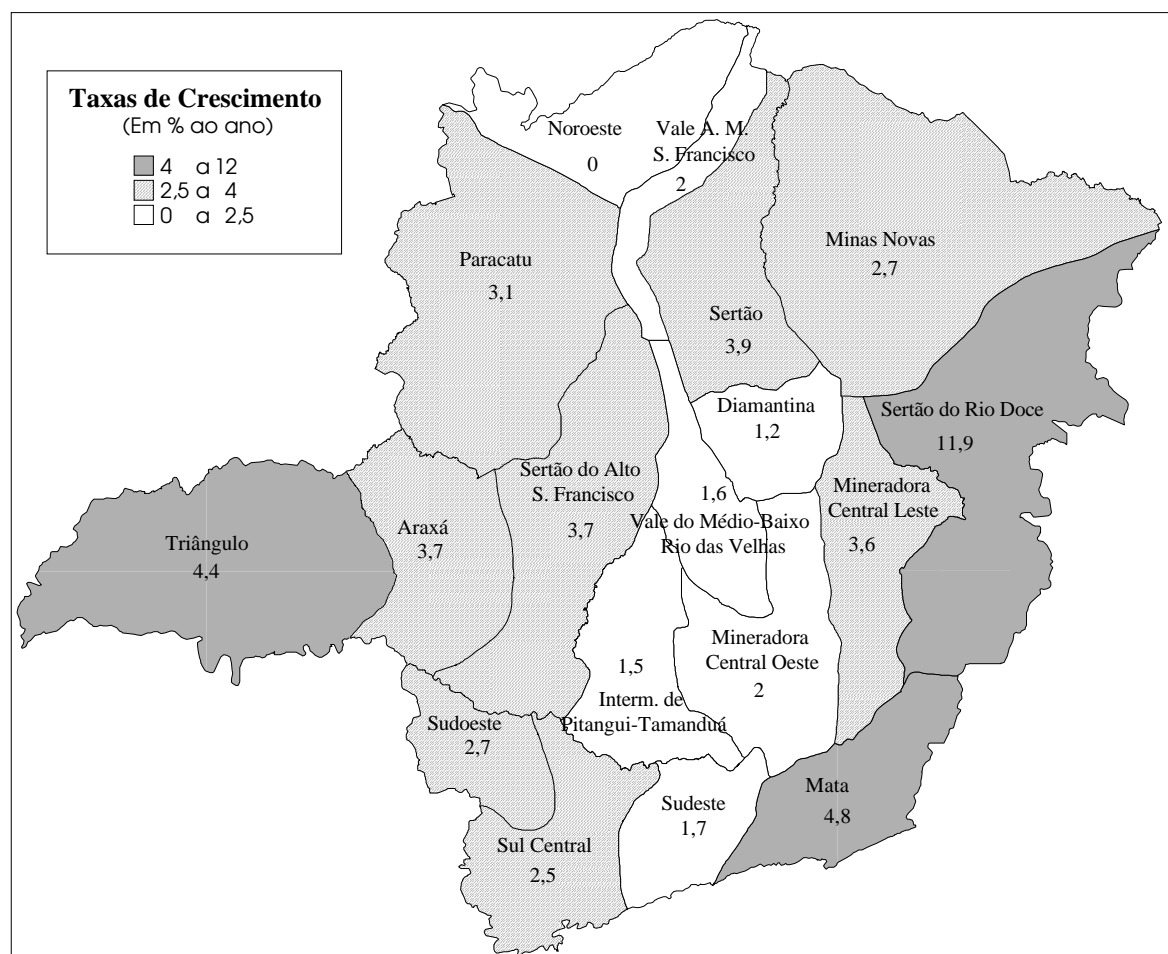 Taxas de Crescimento
(Em % ao ano)
4 a 12
2,5 a 4
0 a 2,5
Noroeste
0
Vale A. M.
S. Francisco
2
Minas Novas
2,7
Paracatu
3,1
Sertão
3,9
Diamantina
1,2
Sertão do Rio Doce
11,9
Sertão do Alto
S. Francisco
3,7
1,6
Vale do Médio-Baixo
Rio das Velhas
Mineradora
Central Leste
3,6
Araxá
3,7
Triângulo
4,4
Mineradora
Central Oeste
2
1,5
Interm. de
Pitangui-Tamanduá
Sudoeste
2,7
Mata
4,8
Sudeste
1,7
Sul Central
2,5